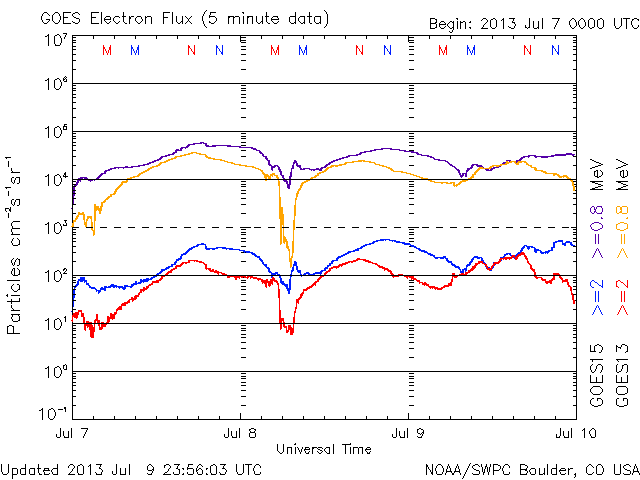 GOES Electron Flux (5 minute data)
Begin: 2013 Jul 7 0000 UTC
10⁷
M M N N M M N N M M N N
10⁶
10⁵
10⁴
10³
10²
10¹
10⁰
10⁻¹
Particles cm⁻²s⁻¹sr⁻¹
GOES15 >=2 >=0.8 MeV
GOES13 >=2 >=0.8 MeV
Jul 7 Jul 8 Jul 9 Jul 10
Universal Time
Updated 2013 Jul 9 23:56:03 UTC
NOAA/SWPC Boulder, CO USA